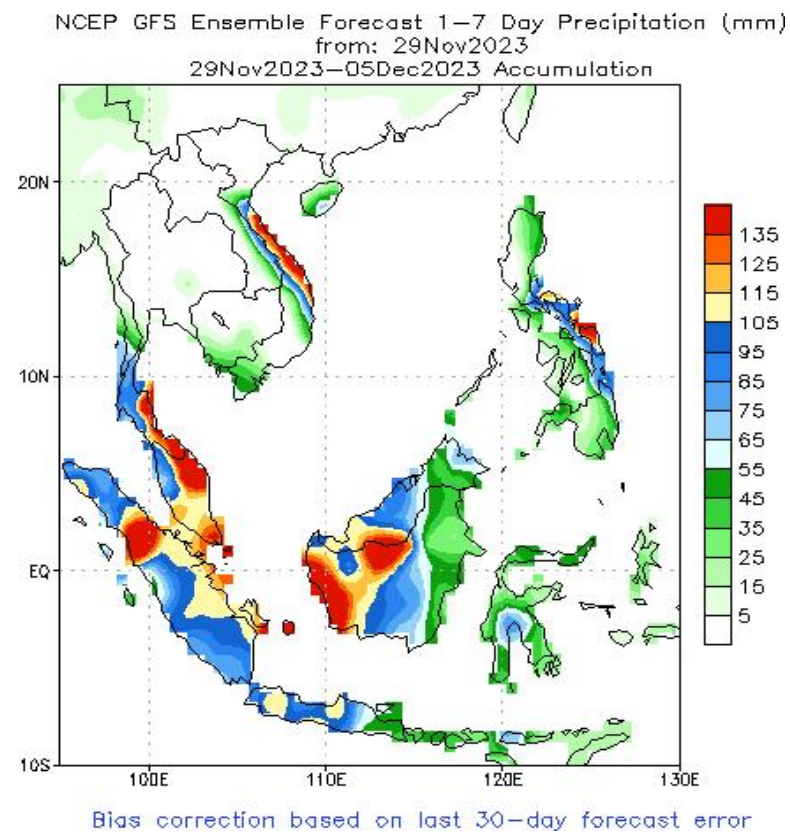 NCEP GFS Ensemble Forecast 1–7 Day Precipitation (mm)
from: 29Nov2023
29Nov2023–05Dec2023 Accumulation
20N
10N
EQ
10S
100E
110E
120E
130E
135
125
115
105
95
85
75
65
55
45
35
25
15
5
Bias correction based on last 30–day forecast error